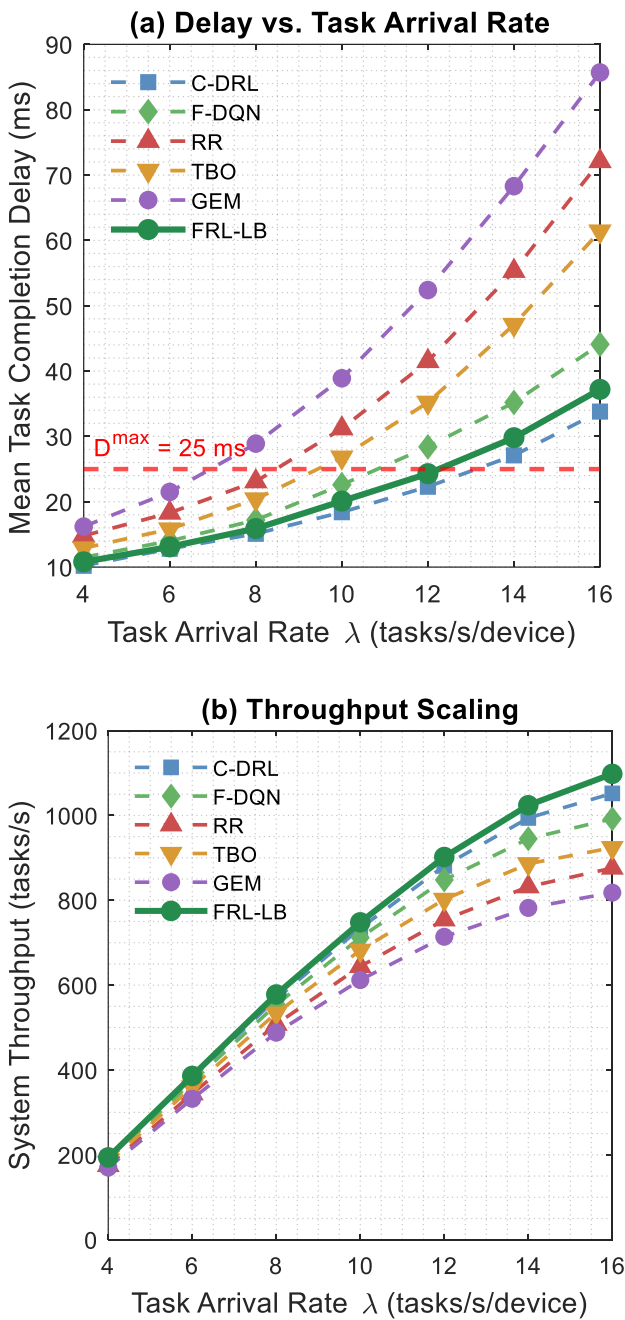 (a) Delay vs. Task Arrival Rate
Mean Task Completion Delay (ms)
90
80
70
60
50
40
30
20
10
C-DRL
F-DQN
RR
TBO
GEM
FRL-LB
D^max = 25 ms
4 6 8 10 12 14 16
Task Arrival Rate λ (tasks/s/device)
(b) Throughput Scaling
System Throughput (tasks/s)
1200
1000
800
600
400
200
0
C-DRL
F-DQN
RR
TBO
GEM
FRL-LB
4 6 8 10 12 14 16
Task Arrival Rate λ (tasks/s/device)